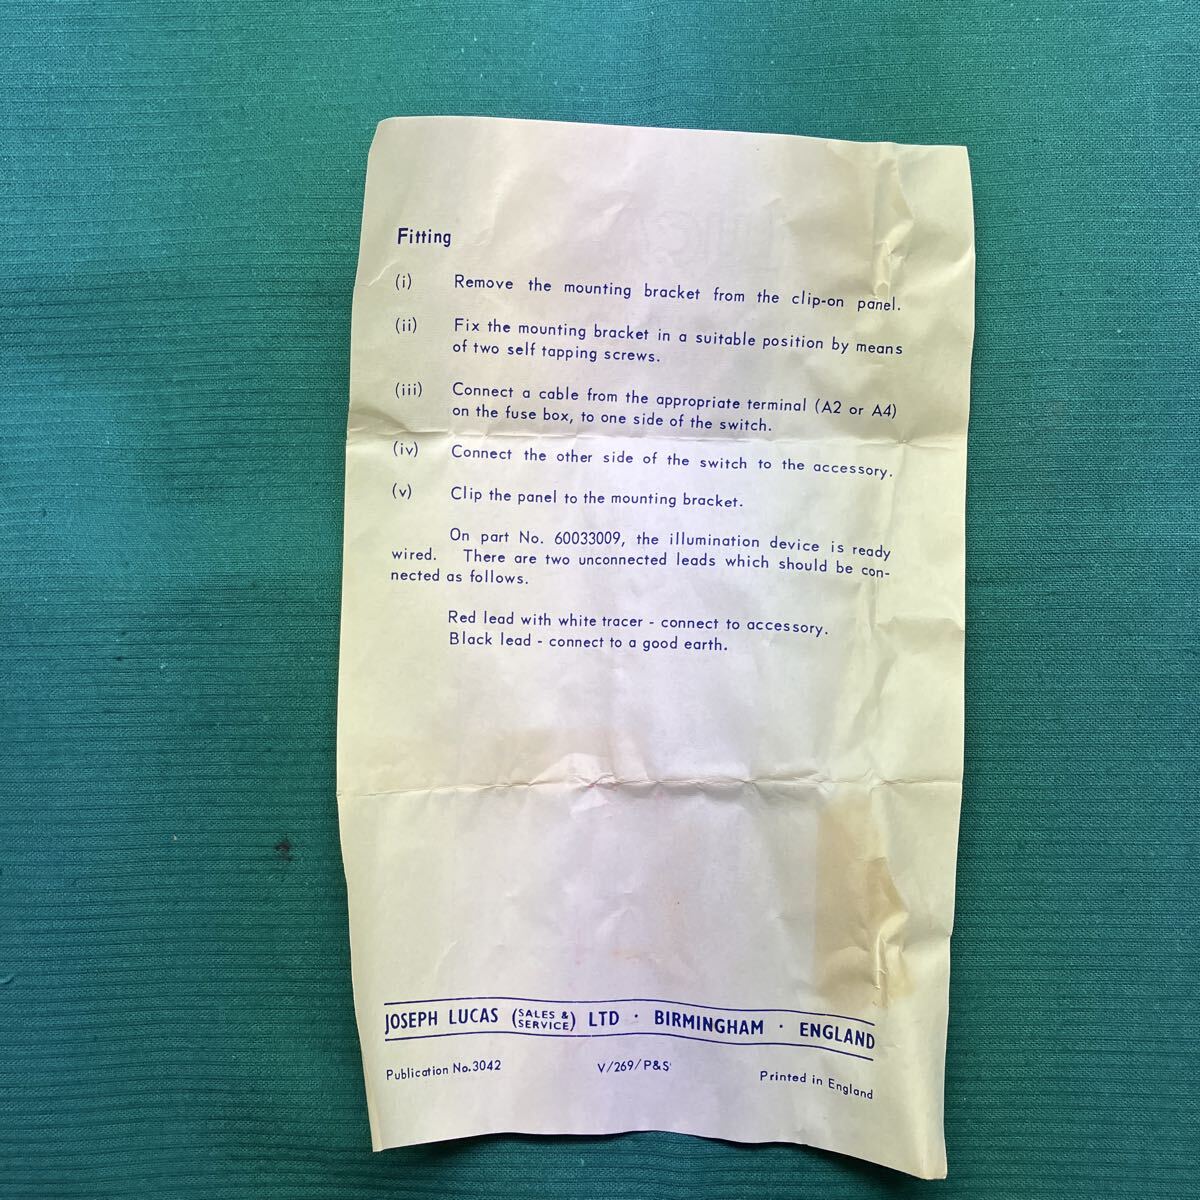 Fitting
(i) Remove the mounting bracket from the clip-on panel.
(ii) Fix the mounting bracket in a suitable position by means
of two self tapping screws.
(iii) Connect a cable from the appropriate terminal (A2 or A4)
on the fuse box, to one side of the switch.
(iv) Connect the other side of the switch to the accessory.
(v) Clip the panel to the mounting bracket.
On part No. 60033009, the illumination device is ready
wired. There are two unconnected leads which should be con-
nected as follows.
Red lead with white tracer - connect to accessory.
Black lead - connect to a good earth.
JOSEPH LUCAS (SALES & SERVICE) LTD · BIRMINGHAM · ENGLAND
Publication No.3042 V/269/P&S Printed in England